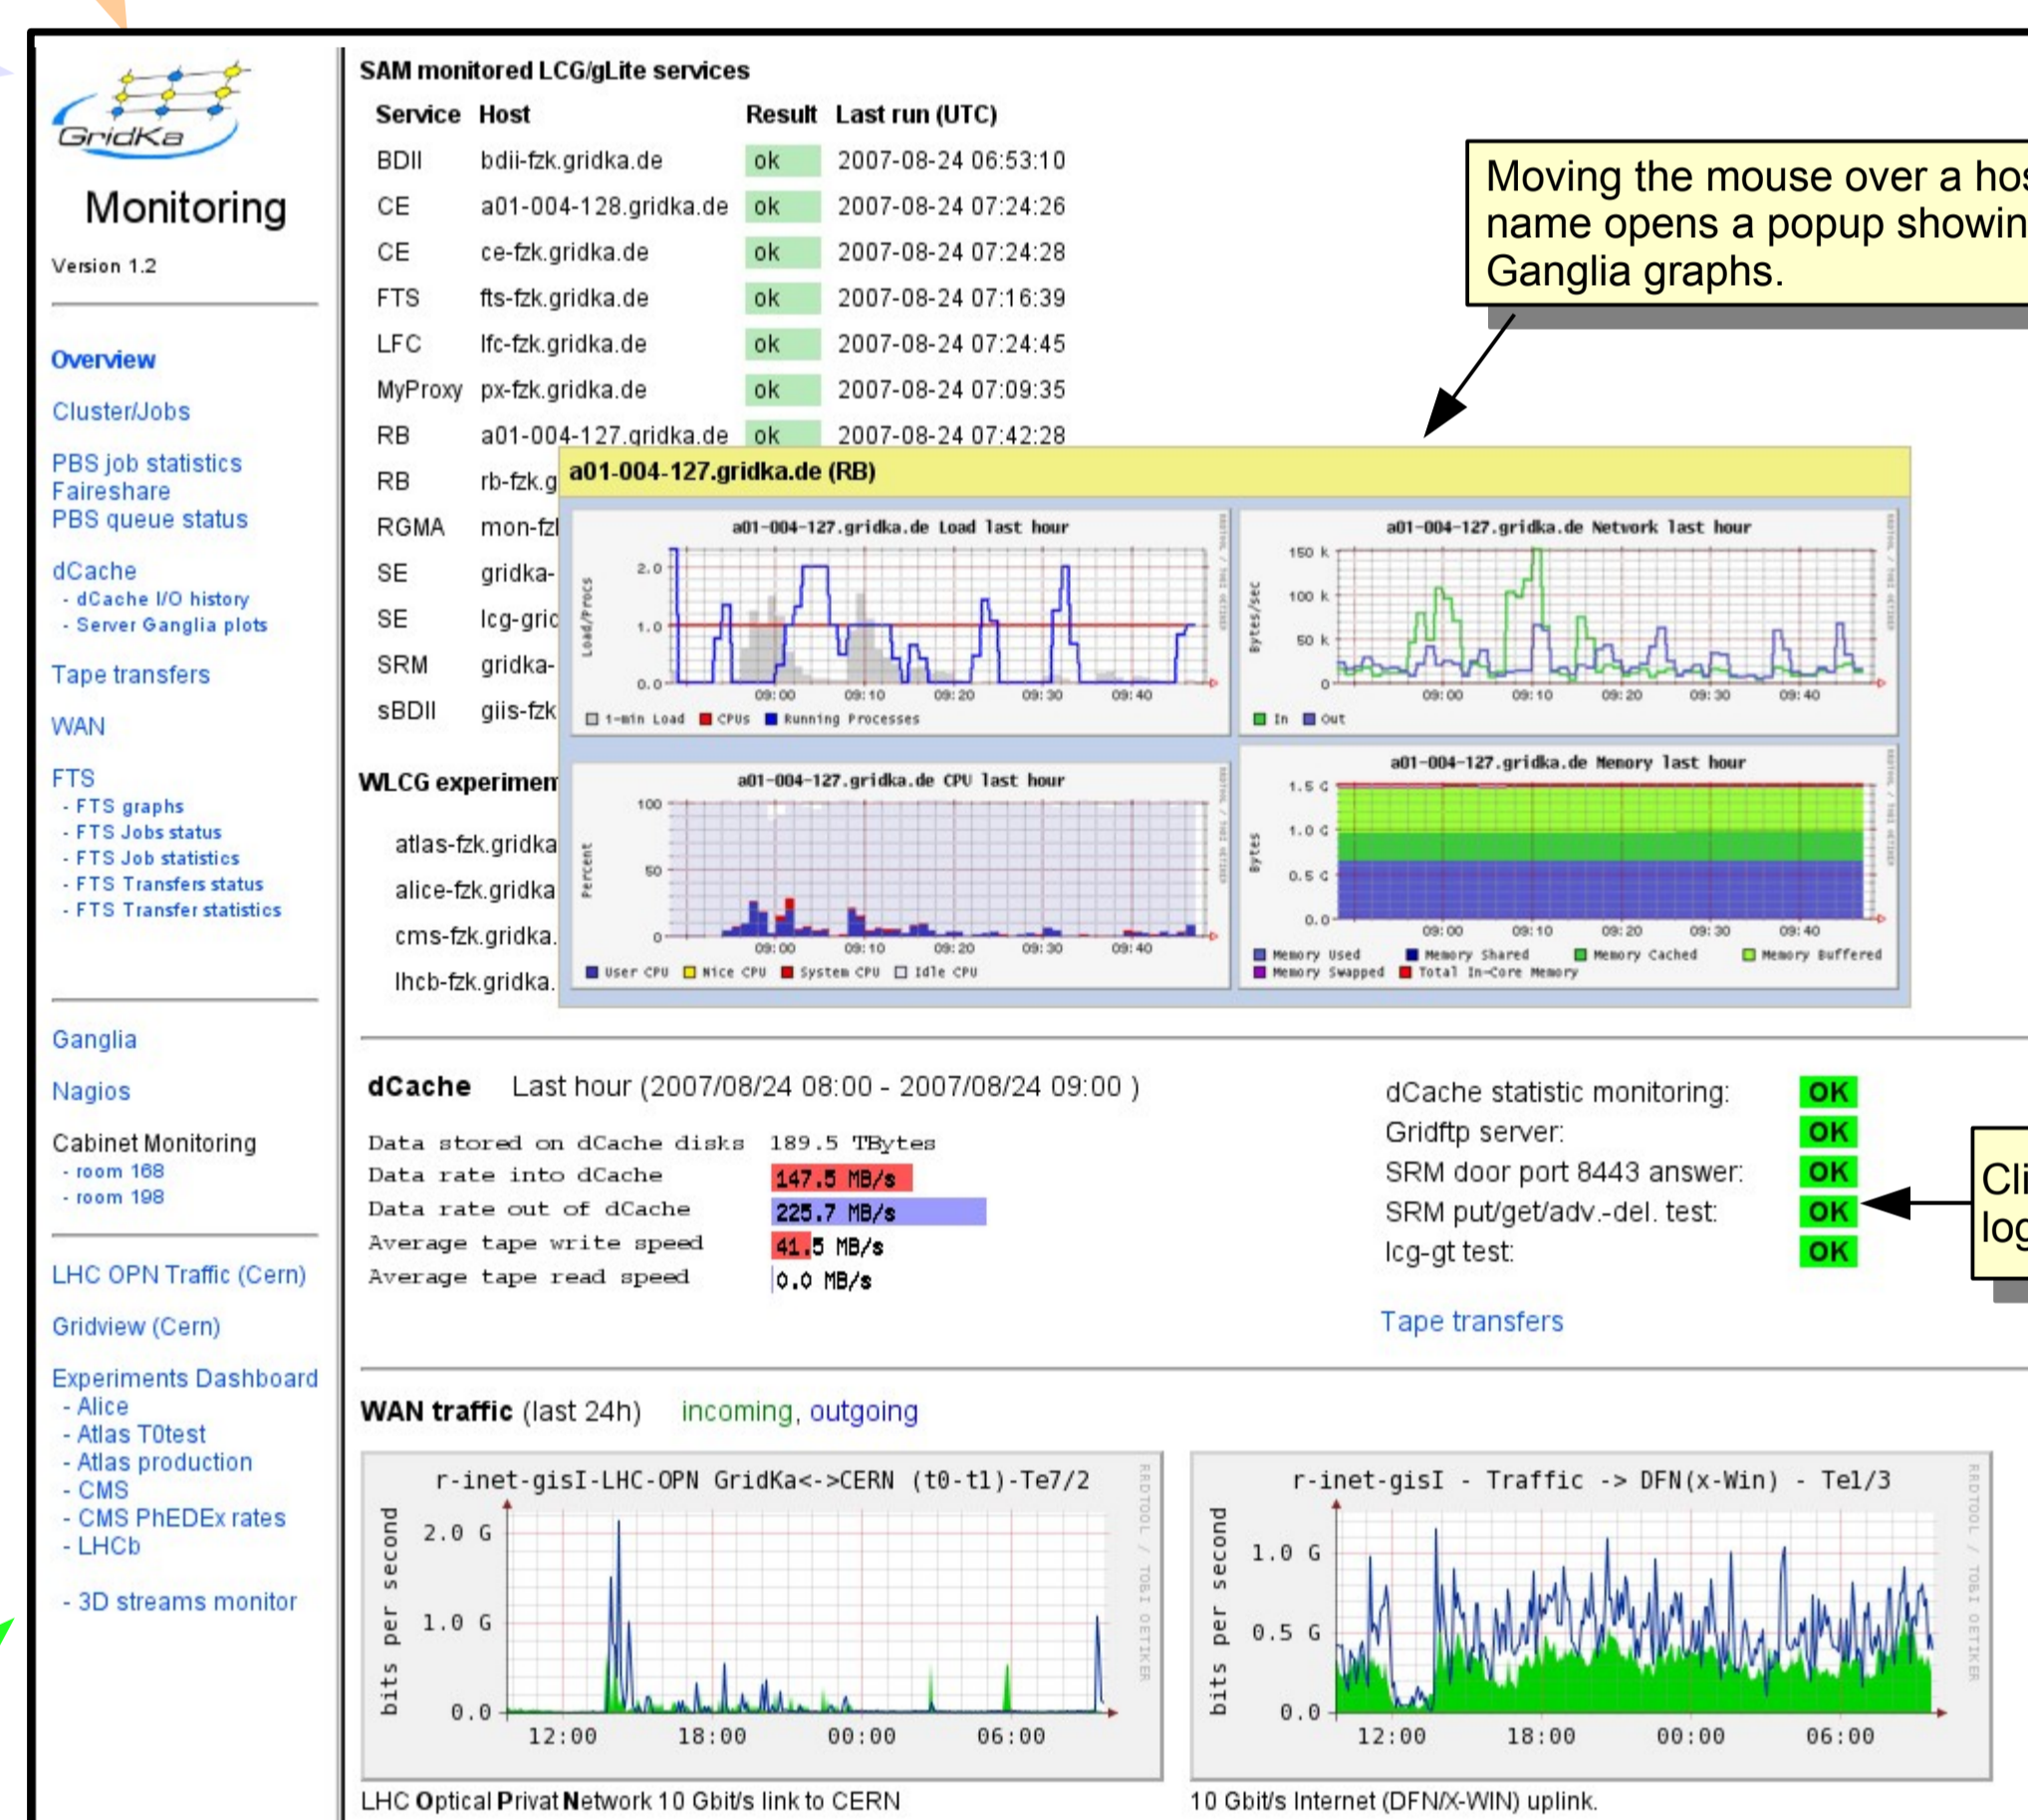 GridKa
Monitoring
Version 1.2
Overview
Cluster/Jobs
PBS job statistics
Faireshare
PBS queue status
dCache
- dCache I/O history
- Server Ganglia plots
Tape transfers
WAN
FTS
- FTS graphs
- FTS Jobs status
- FTS Job statistics
- FTS Transfers status
- FTS Transfer statistics
Ganglia
Nagios
Cabinet Monitoring
- room 168
- room 198
LHC OPN Traffic (Cern)
Gridview (Cern)
Experiments Dashboard
- Alice
- Atlas T0test
- Atlas production
- CMS
- CMS PhEDEx rates
- LHCb
- 3D streams monitor
SAM monitored LCG/gLite services
Service Host Result Last run (UTC)
BDII bdii-fzk.gridka.de ok 2007-08-24 06:53:10
CE a01-004-128.gridka.de ok 2007-08-24 07:24:26
CE ce-fzk.gridka.de ok 2007-08-24 07:24:28
FTS fts-fzk.gridka.de ok 2007-08-24 07:16:39
LFC lfc-fzk.gridka.de ok 2007-08-24 07:24:45
MyProxy px-fzk.gridka.de ok 2007-08-24 07:09:35
RB a01-004-127.gridka.de ok 2007-08-24 07:42:28
RB rb-fzk.g
RGMA mon-fzl
SE gridka-
SE lcg-gric
SRM gridka-
sBDII giis-fzk
WLCG experimen
atlas-fzk.gridka
alice-fzk.gridka
cms-fzk.gridka.
lhcb-fzk.gridka.
Moving the mouse over a hos
name opens a popup showin
Ganglia graphs.
a01-004-127.gridka.de (RB)
a01-004-127.gridka.de Load last hour
Load/Procs
2.0
1.0
0.0
09:00 09:10 09:20 09:30 09:40
1-min Load CPUs Running Processes
a01-004-127.gridka.de Network last hour
Bytes/sec
150 k
100 k
50 k
0
09:00 09:10 09:20 09:30 09:40
In Out
a01-004-127.gridka.de CPU last hour
Percent
100
50
0
09:00 09:10 09:20 09:30 09:40
User CPU Nice CPU System CPU Idle CPU
a01-004-127.gridka.de Memory last hour
Bytes
1.5 G
1.0 G
0.5 G
0.0
09:00 09:10 09:20 09:30 09:40
Memory Used Memory Shared Memory Cached Memory Buffered
Memory Swapped Total In-Core Memory
dCache Last hour (2007/08/24 08:00 - 2007/08/24 09:00 )
Data stored on dCache disks 189.5 TBytes
Data rate into dCache 147.5 MB/s
Data rate out of dCache 225.7 MB/s
Average tape write speed 41.5 MB/s
Average tape read speed 0.0 MB/s
dCache statistic monitoring: OK
Gridftp server: OK
SRM door port 8443 answer: OK
SRM put/get/adv.-del. test: OK
lcg-gt test: OK
Tape transfers
Cli
log
WAN traffic (last 24h) incoming, outgoing
r-inet-gisI-LHC-OPN GridKa<->CERN (t0-t1)-Te7/2
bits per second
2.0 G
1.0 G
0.0
12:00 18:00 00:00 06:00
RRDTOOL / TOBI OETIKER
LHC Optical Privat Network 10 Gbit/s link to CERN
r-inet-gisI - Traffic -> DFN(x-Win) - Te1/3
bits per second
1.0 G
0.5 G
0.0
12:00 18:00 00:00 06:00
RRDTOOL / TOBI OETIKER
10 Gbit/s Internet (DFN/X-WIN) uplink.